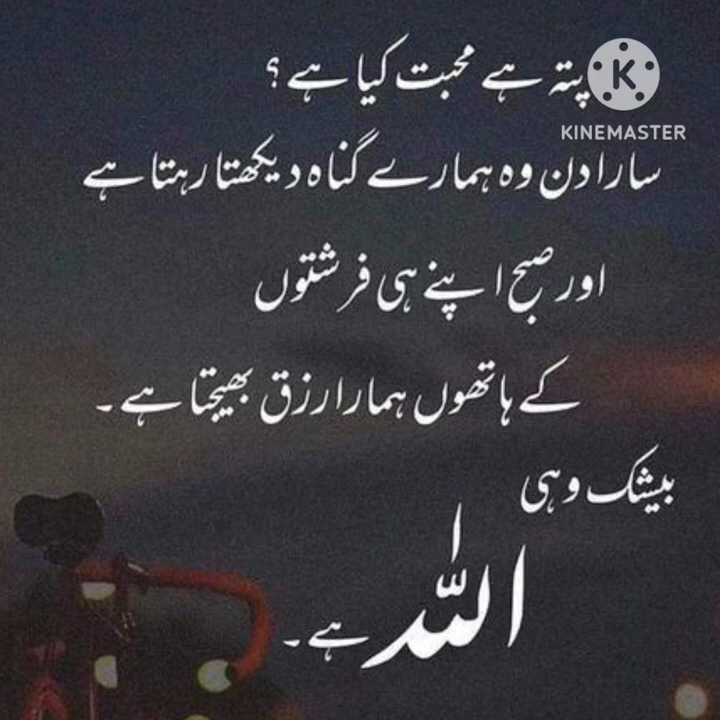 پتہ ہے محبت کیا ہے ؟
KINEMASTER
سارا دن وہ ہمارے گناہ دیکھتا رہتا ہے
اور صبح اپنے ہی فرشتوں
کے ہاتھوں ہمارا رزق بھیجتا ہے ۔
بیشک وہی
اللّٰہ ہے ۔